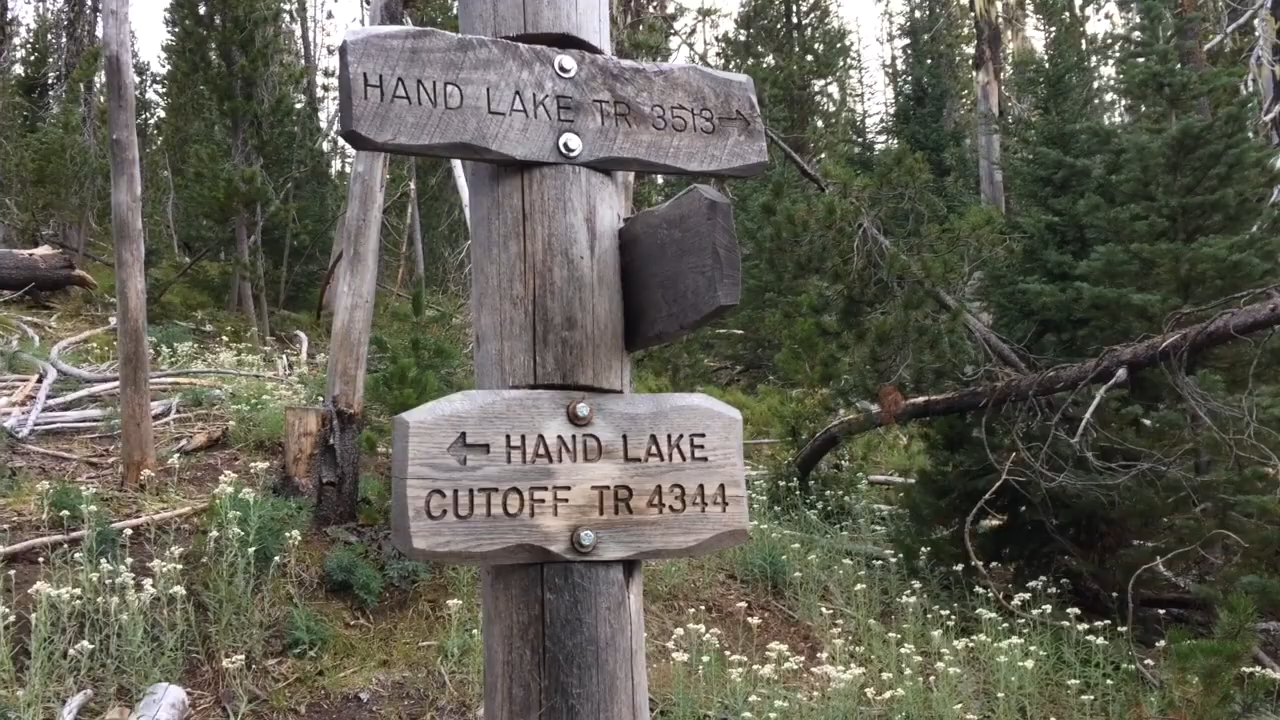 HAND LAKE TR 3513→
← HAND LAKE
CUTOFF TR 4344